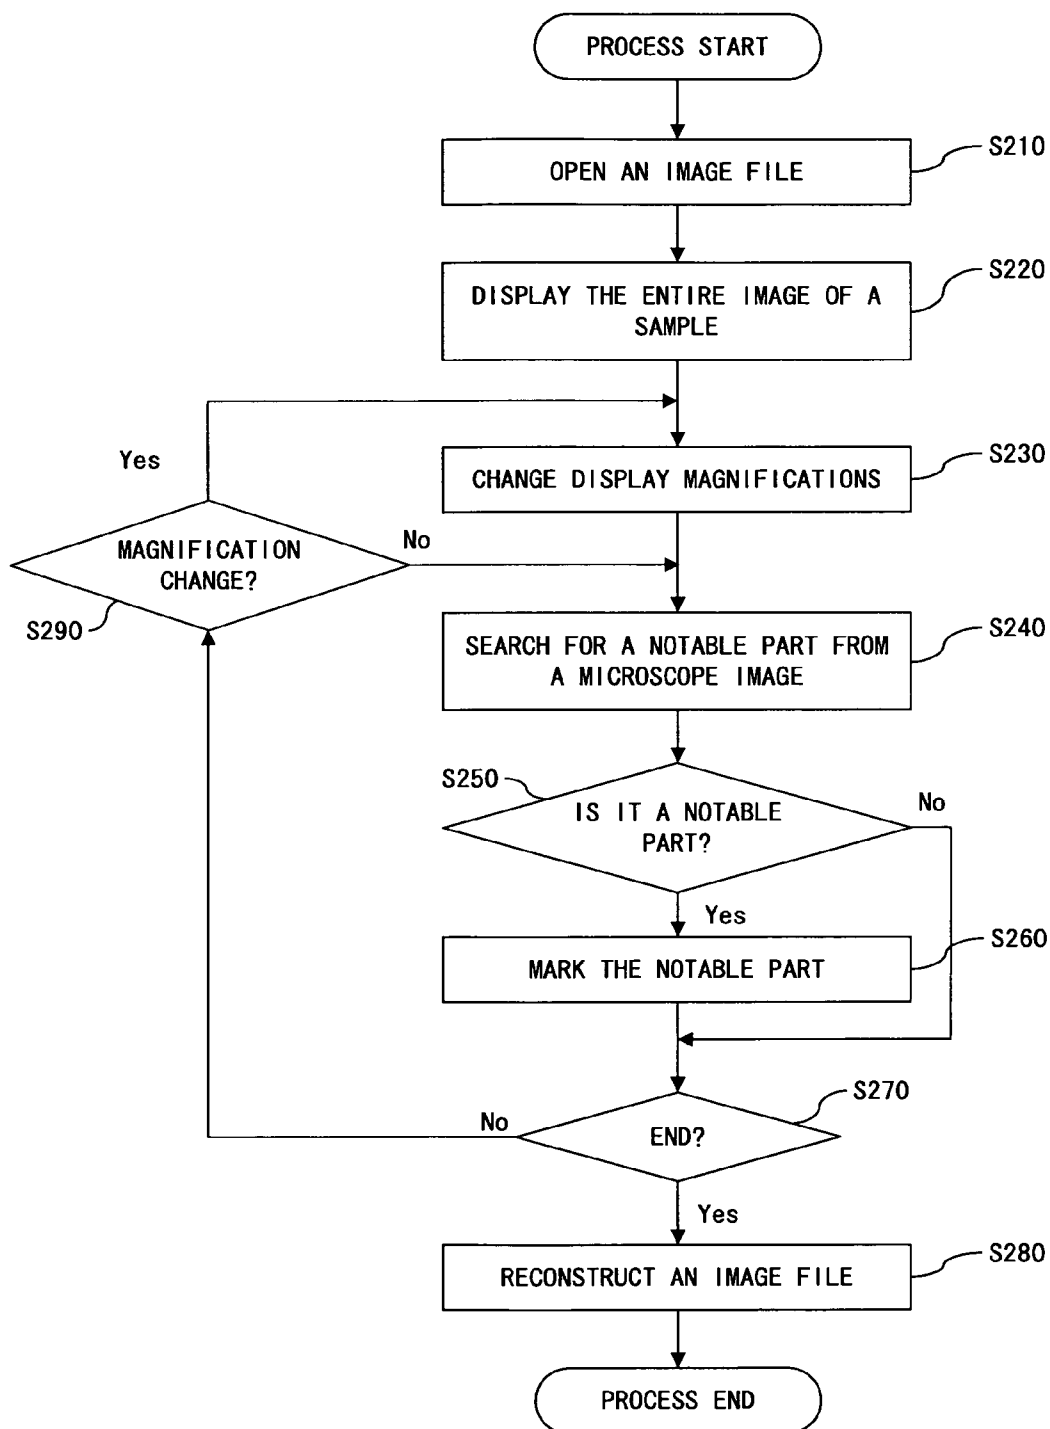 PROCESS START
S210
OPEN AN IMAGE FILE
S220
DISPLAY THE ENTIRE IMAGE OF A
SAMPLE
Yes
S230
CHANGE DISPLAY MAGNIFICATIONS
No
MAGNIFICATION
CHANGE?
S290
S240
SEARCH FOR A NOTABLE PART FROM
A MICROSCOPE IMAGE
S250
IS IT A NOTABLE
PART?
No
Yes
S260
MARK THE NOTABLE PART
S270
No
END?
Yes
S280
RECONSTRUCT AN IMAGE FILE
PROCESS END